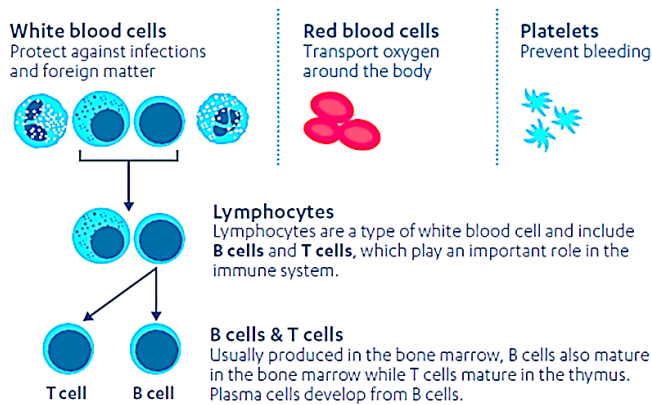 White blood cells
Protect against infections
and foreign matter
Red blood cells
Transport oxygen
around the body
Platelets
Prevent bleeding
Lymphocytes
Lymphocytes are a type of white blood cell and include
B cells and T cells, which play an important role in the
immune system.
B cells & T cells
Usually produced in the bone marrow, B cells also mature
in the bone marrow while T cells mature in the thymus.
Plasma cells develop from B cells.
T cell
B cell